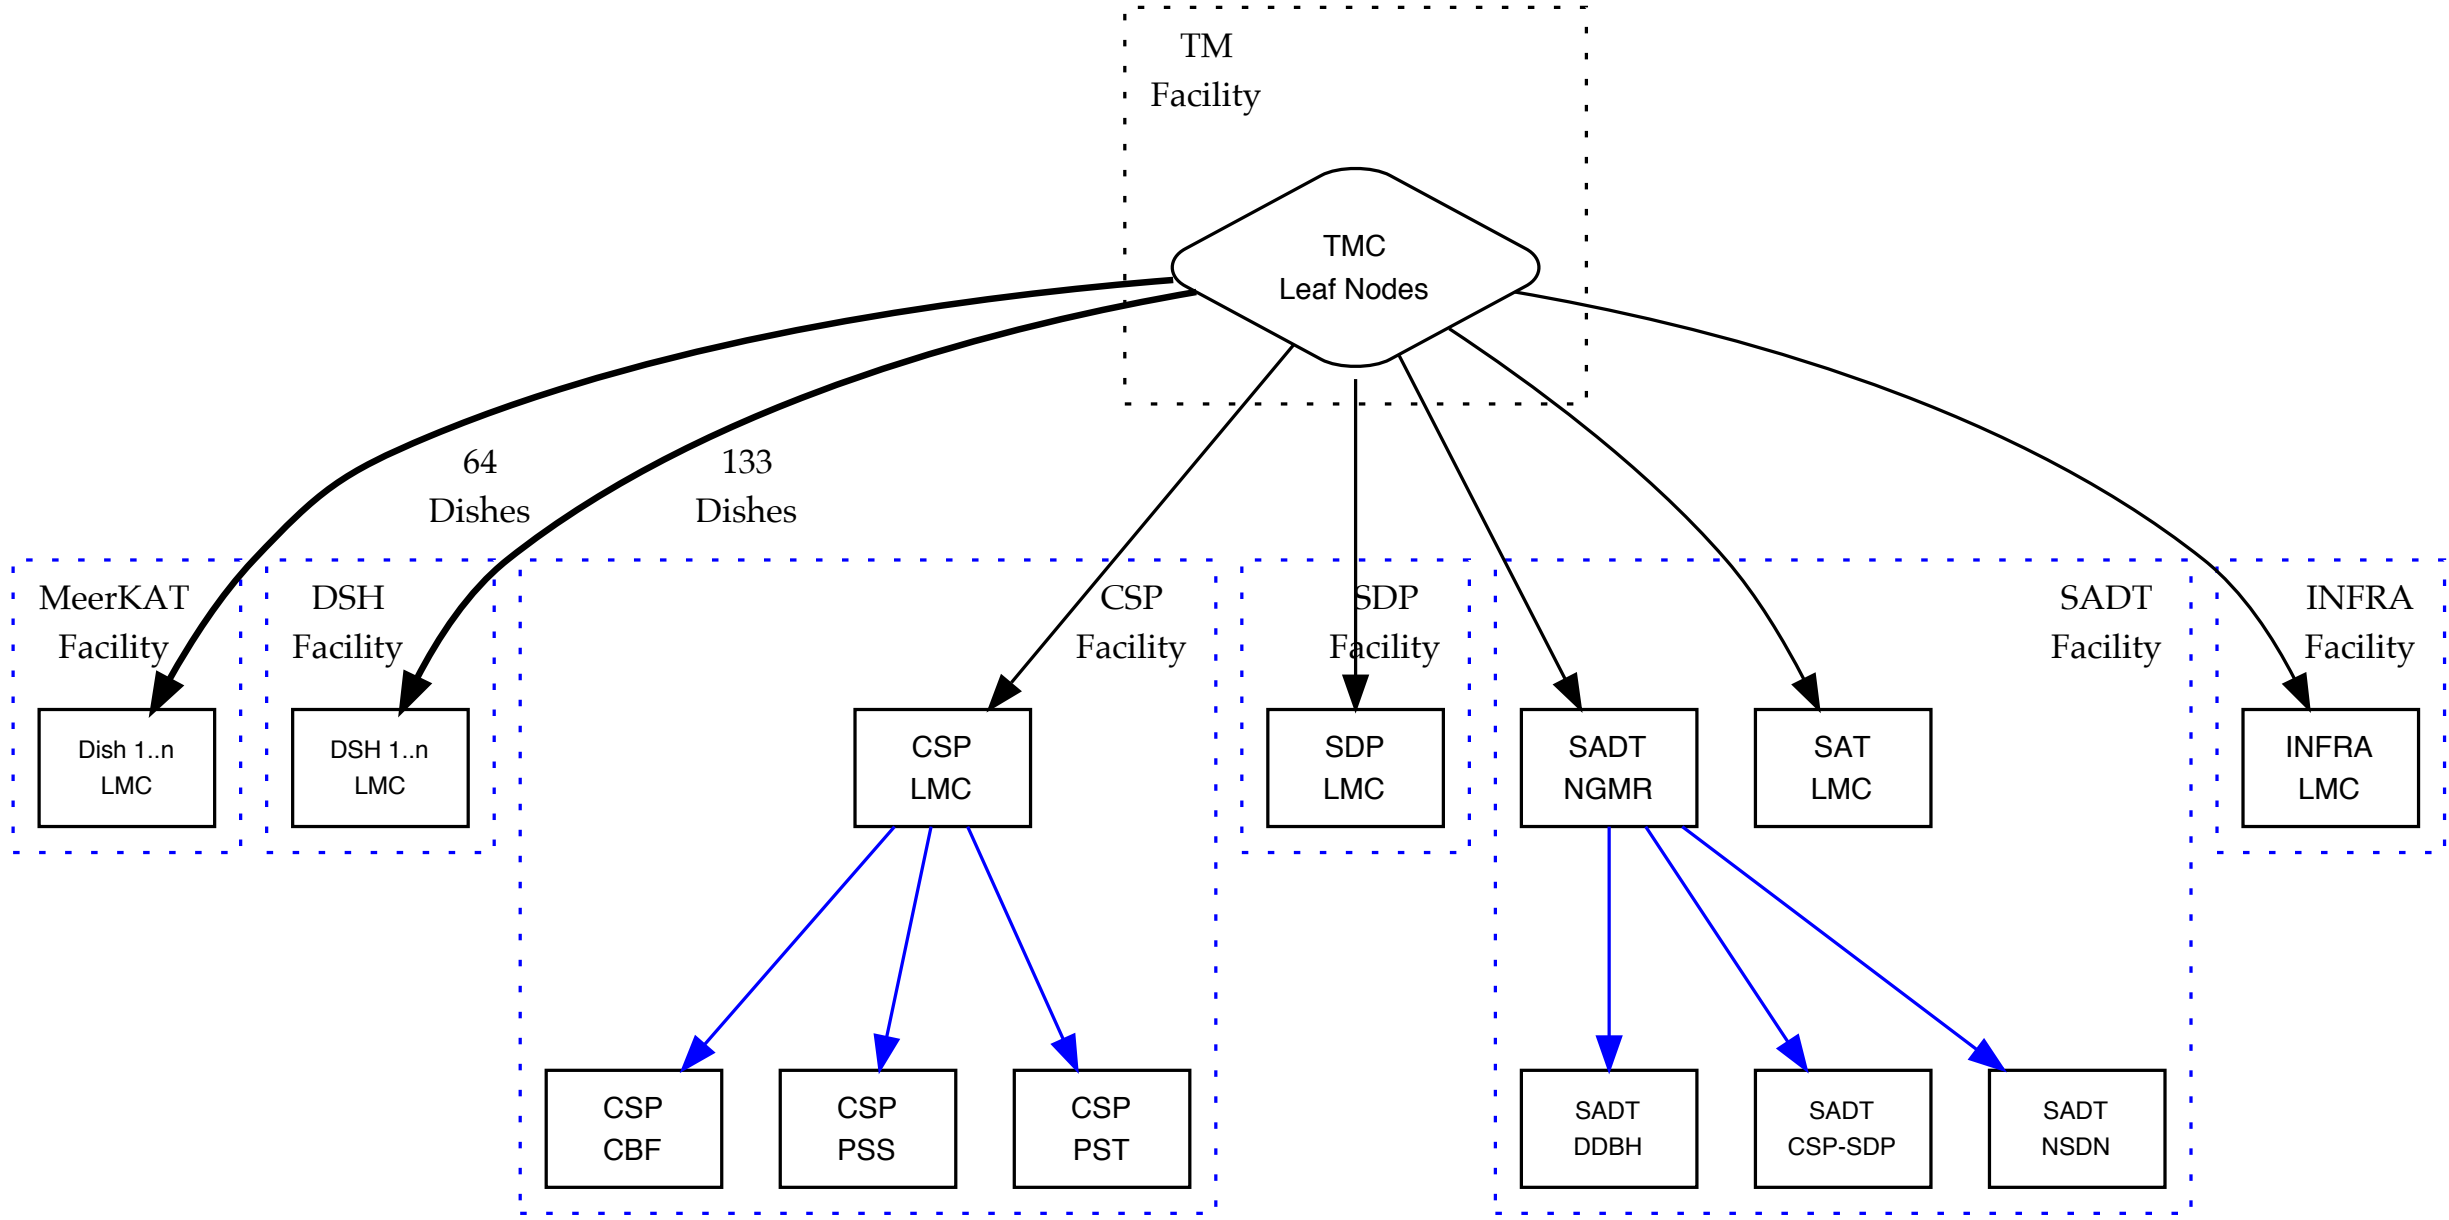 TM
Facility
TMC
Leaf Nodes
64
Dishes
133
Dishes
MeerKAT
Facility
DSH
Facility
CSP
Facility
SDP
Facility
SADT
Facility
INFRA
Facility
Dish 1..n
LMC
DSH 1..n
LMC
CSP
LMC
SDP
LMC
SADT
NGMR
SAT
LMC
INFRA
LMC
CSP
CBF
CSP
PSS
CSP
PST
SADT
DDBH
SADT
CSP-SDP
SADT
NSDN